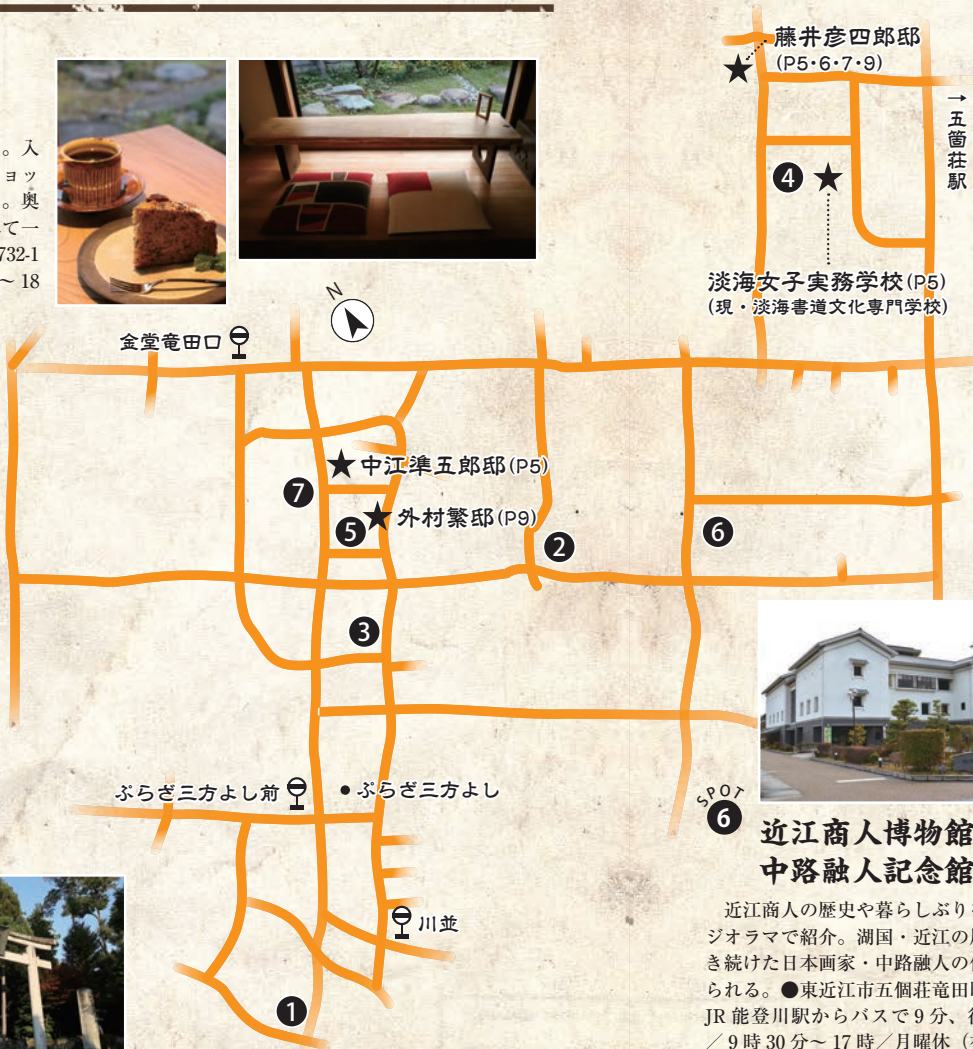 。入
ョッ
。奥
て一
732-1
～18
藤井彦四郎邸
(P5・6・7・9)
→五箇荘駅
4
淡海女子実務学校(P5)
(現・淡海書道文化専門学校)
N
金堂竜田口
中江準五郎邸(P5)
7
外村繁邸(P9)
5
2
6
3
ぷらざ三方よし前
ぷらざ三方よし
川並
1
SPOT
6
近江商人博物館
中路融人記念館
近江商人の歴史や暮らしぶり
ジオラマで紹介。湖国・近江の
き続けた日本画家・中路融人の
られる。●東近江市五個荘竜田
JR能登川駅からバスで9分、
／9時30分～17時／月曜休（